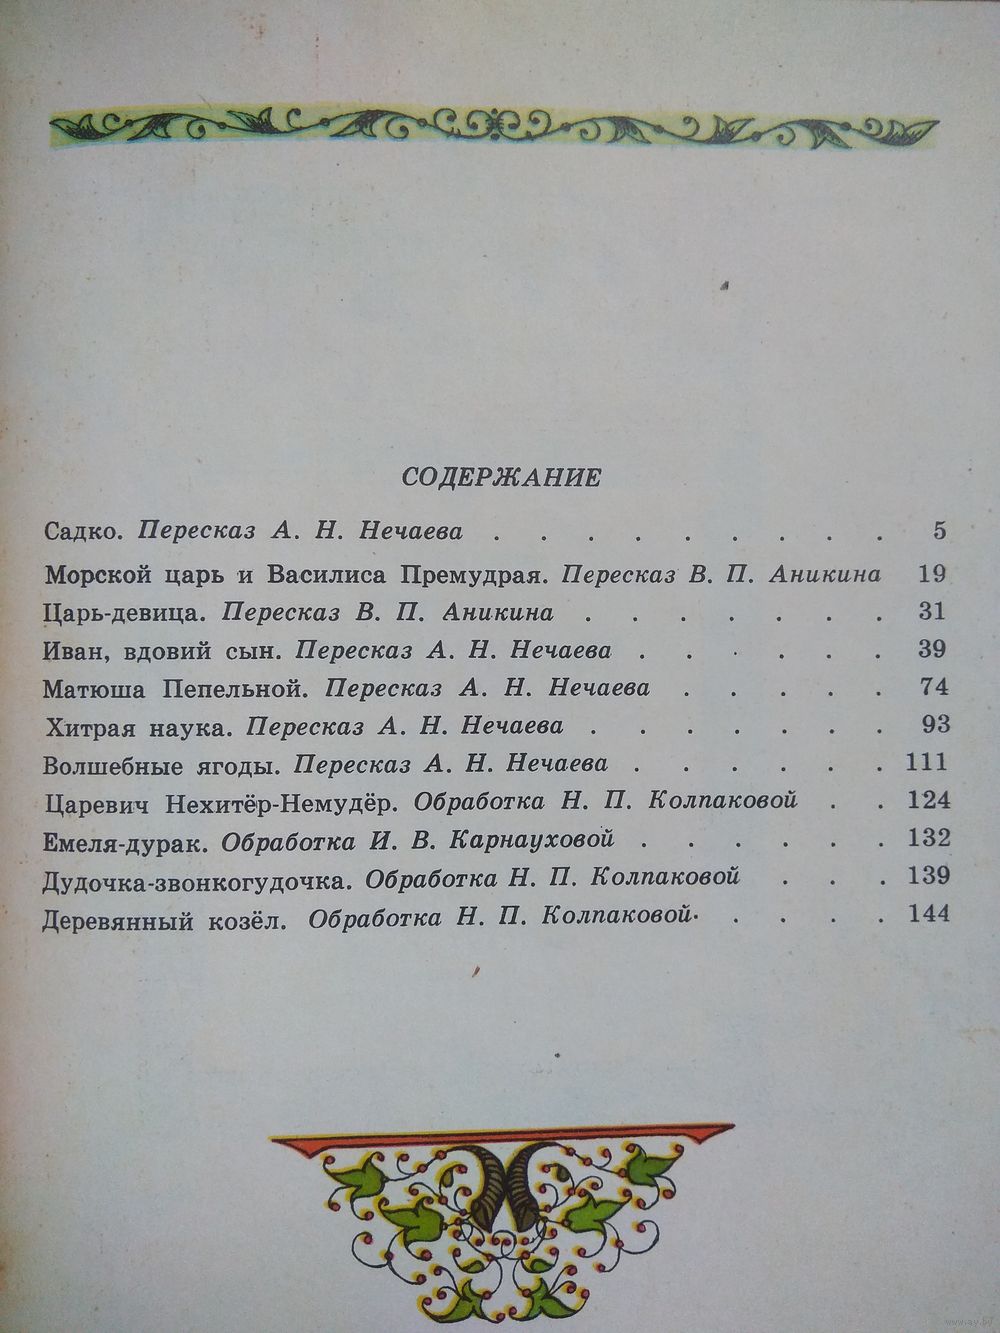 СОДЕРЖАНИЕ
Садко. Пересказ А. Н. Нечаева . . . . . . . . . 5
Морской царь и Василиса Премудрая. Пересказ В. П. Аникина 19
Царь-девица. Пересказ В. П. Аникина . . . . . . . 31
Иван, вдовий сын. Пересказ А. Н. Нечаева . . . . . . 39
Матюша Пепельной. Пересказ А. Н. Нечаева . . . . . 74
Хитрая наука. Пересказ А. Н. Нечаева . . . . . . . 93
Волшебные ягоды. Пересказ А. Н. Нечаева . . . . . . 111
Царевич Нехитёр-Немудёр. Обработка Н. П. Колпаковой . . 124
Емеля-дурак. Обработка И. В. Карнауховой . . . . . . 132
Дудочка-звонкогудочка. Обработка Н. П. Колпаковой . . . 139
Деревянный козёл. Обработка Н. П. Колпаковой . . . . 144
www.ay.by